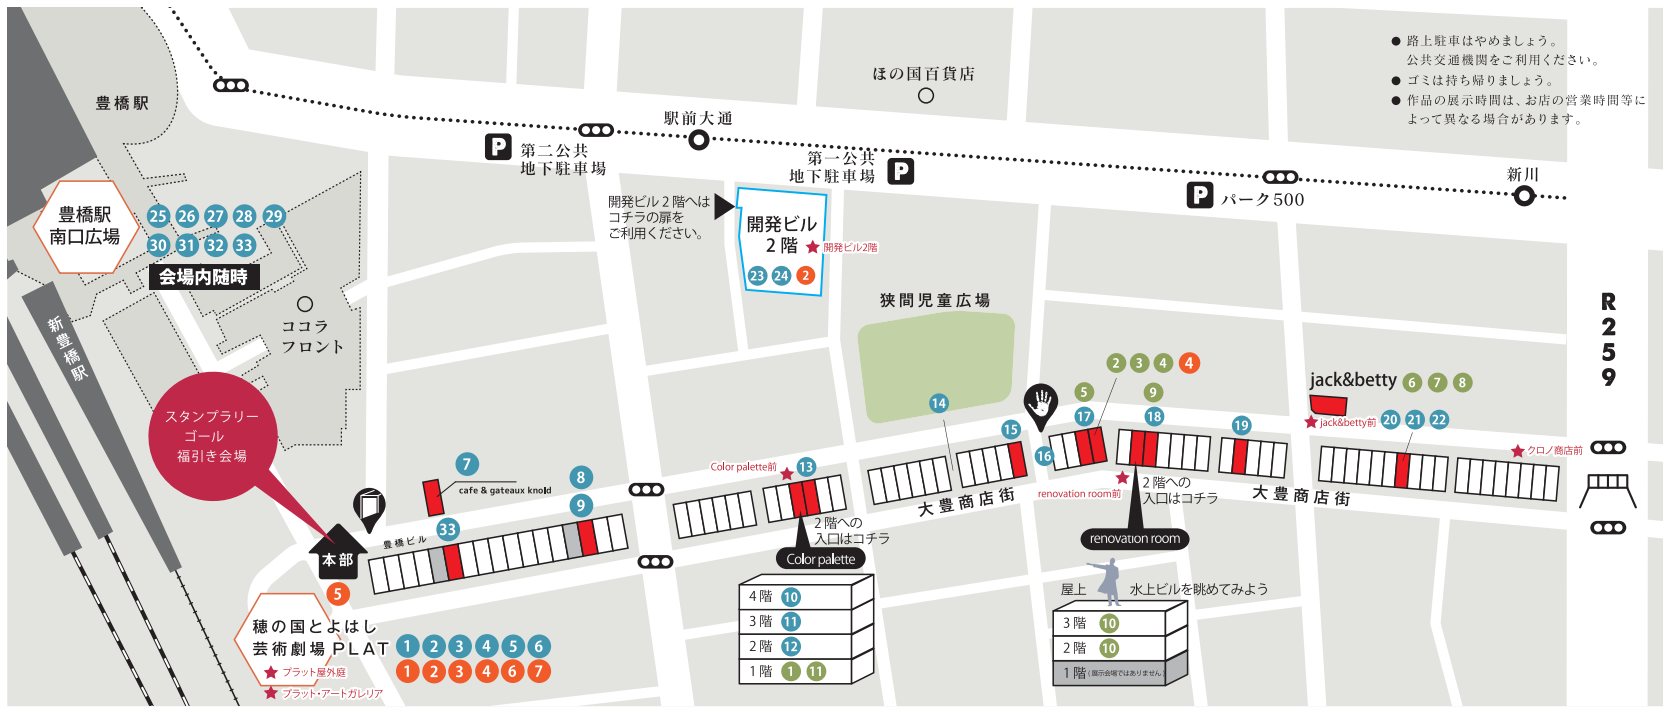 ● 路上駐車はやめましょう。
公共交通機関をご利用ください。
● ゴミは持ち帰りましょう。
● 作品の展示時間は、お店の営業時間等に
よって異なる場合があります。
豊橋駅
ほの国百貨店
駅前大通
P 第二公共
地下駐車場
第一公共
地下駐車場 P
P パーク500
新川
豊橋駅
南口広場
25 26 27 28 29
30 31 32 33
会場内随時
開発ビル2階へは
コチラの扉を
ご利用ください。
開発ビル
2階
★ 開発ビル2階
23 24 2
狭間児童広場
R259
新豊橋駅
ココラ
フロント
スタンプラリー
ゴール
福引き会場
2 3 4 4
5 9
jack&betty 6 7 8
14
15
16
17
18
19
★ jack&betty前 20 21 22
★ クロノ商店前
7
cafe & gateaux knold
8
9
33
豊橋ビル
本部
5
Color palette前 ★ 13
2階への
入口はコチラ
Color palette
大豊商店街
renovation room前 ★
2階への
入口はコチラ
renovation room
大豊商店街
穂の国とよはし
芸術劇場PLAT
1 2 3 4 5 6
1 2 3 4 6 7
★ プラット屋外庭
★ プラット・アートガレリア
4階 10
3階 11
2階 12
1階 1 11
屋上 水上ビルを眺めてみよう
3階 10
2階 10
1階(展示会場ではありません)